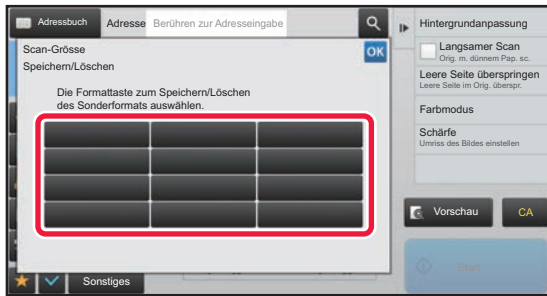 Adressbuch
Adresse
Berühren zur Adresseingabe
Scan-Grösse
OK
Speichern/Löschen
Die Formattaste zum Speichern/Löschen
des Sonderformats auswählen.
Sonstiges
Hintergrundanpassung
Langsamer Scan
Orig. m. dünnem Pap. sc.
Leere Seite überspringen
Leere Seite im Orig. überspr.
Farbmodus
Schärfe
Umriss des Bildes einstellen
Vorschau
CA
Start